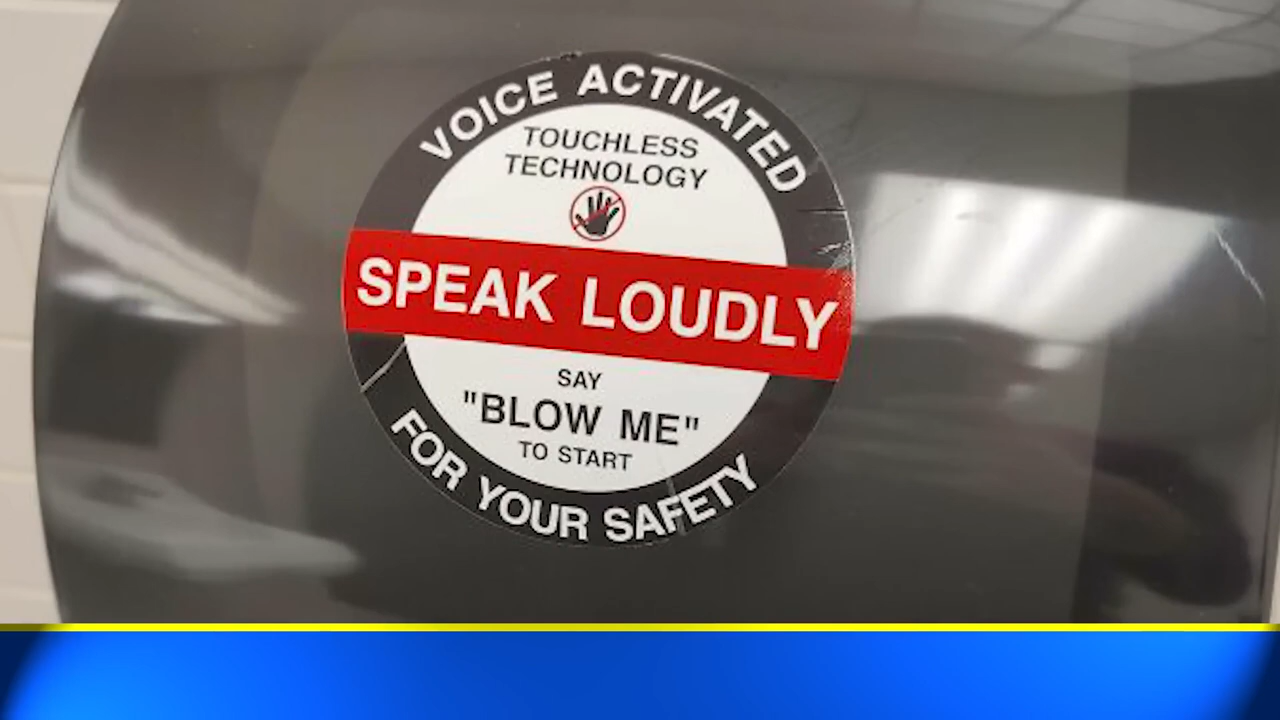 VOICE ACTIVATED
TOUCHLESS
TECHNOLOGY
SPEAK LOUDLY
SAY
"BLOW ME"
TO START
FOR YOUR SAFETY